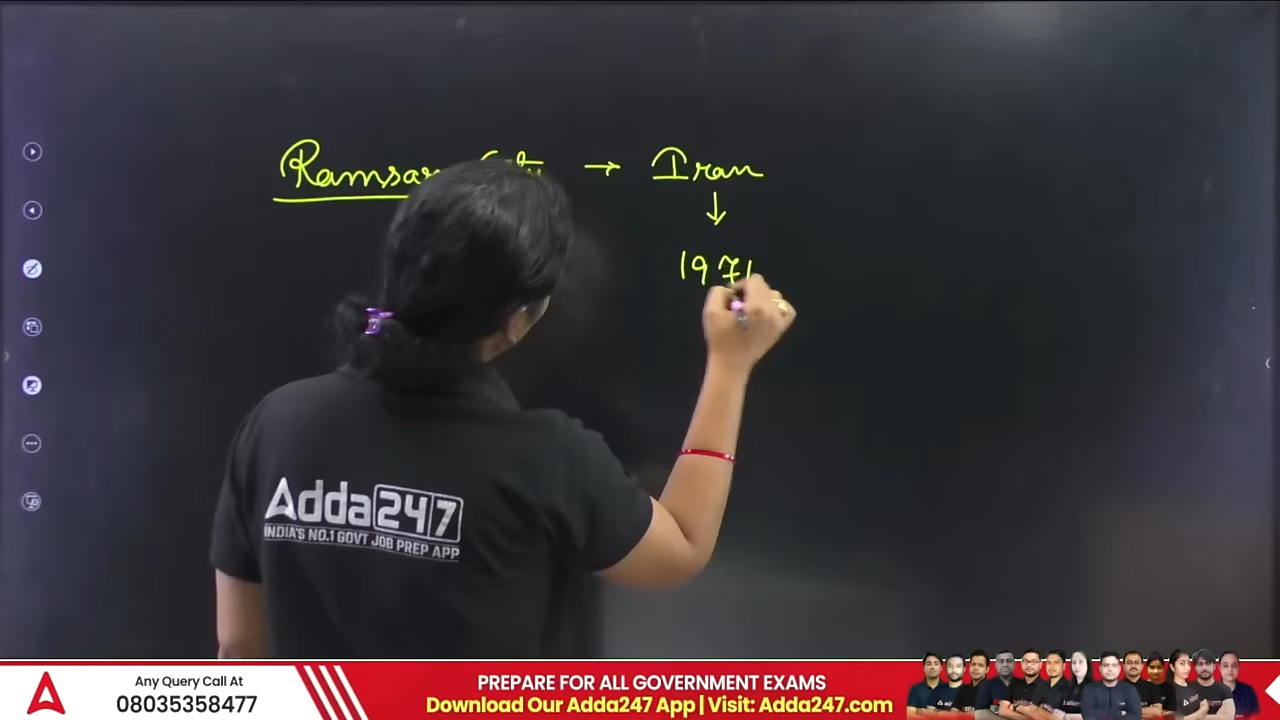 Ramsar City → Iran
↓
1971
Adda247
INDIA'S NO.1 GOVT JOB PREP APP
Any Query Call At
08035358477
PREPARE FOR ALL GOVERNMENT EXAMS
Download Our Adda247 App | Visit: Adda247.com